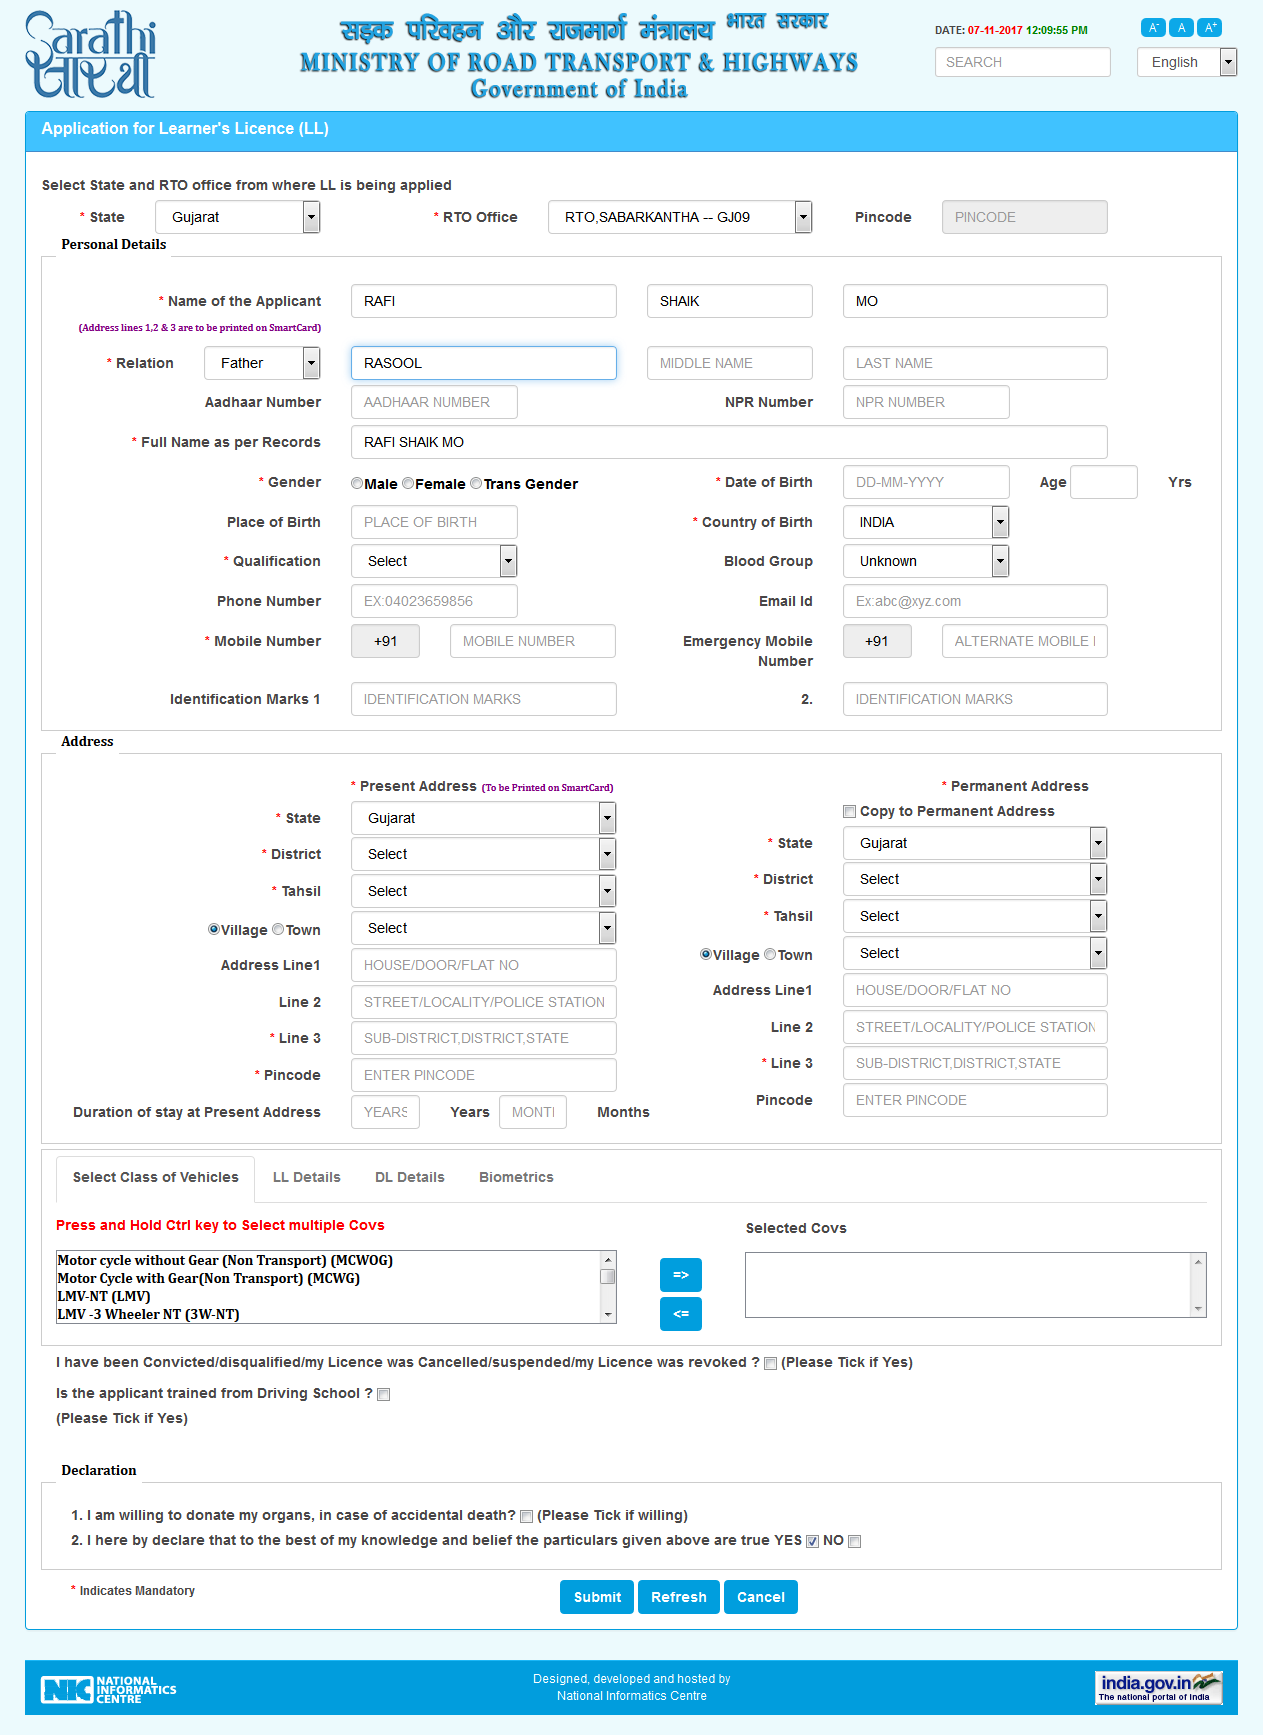 Sarathi
सारथी
सड़क परिवहन और राजमार्ग मंत्रालय भारत सरकार
MINISTRY OF ROAD TRANSPORT & HIGHWAYS
Government of India
DATE: 07-11-2017 12:09:55 PM
A- A A+
SEARCH English
Application for Learner's Licence (LL)
Select State and RTO office from where LL is being applied
* State Gujarat * RTO Office RTO,SABARKANTHA -- GJ09 Pincode PINCODE
Personal Details
* Name of the Applicant RAFI SHAIK MO
(Address lines 1,2 & 3 are to be printed on SmartCard)
* Relation Father RASOOL MIDDLE NAME LAST NAME
Aadhaar Number AADHAAR NUMBER NPR Number NPR NUMBER
* Full Name as per Records RAFI SHAIK MO
* Gender Male Female Trans Gender * Date of Birth DD-MM-YYYY Age Yrs
Place of Birth PLACE OF BIRTH * Country of Birth INDIA
* Qualification Select Blood Group Unknown
Phone Number EX:04023659856 Email Id Ex:abc@xyz.com
* Mobile Number +91 MOBILE NUMBER Emergency Mobile Number +91 ALTERNATE MOBILE
Identification Marks 1 IDENTIFICATION MARKS 2. IDENTIFICATION MARKS
Address
* Present Address (To be Printed on SmartCard)
* State Gujarat
* District Select
* Tahsil Select
Village Town Select
Address Line1 HOUSE/DOOR/FLAT NO
Line 2 STREET/LOCALITY/POLICE STATION
* Line 3 SUB-DISTRICT,DISTRICT,STATE
* Pincode ENTER PINCODE
Duration of stay at Present Address YEARS Years MONTH Months
* Permanent Address
Copy to Permanent Address
* State Gujarat
* District Select
* Tahsil Select
Village Town Select
Address Line1 HOUSE/DOOR/FLAT NO
Line 2 STREET/LOCALITY/POLICE STATION
* Line 3 SUB-DISTRICT,DISTRICT,STATE
Pincode ENTER PINCODE
Select Class of Vehicles LL Details DL Details Biometrics
Press and Hold Ctrl key to Select multiple Covs
Selected Covs
Motor cycle without Gear (Non Transport) (MCWOG)
Motor Cycle with Gear(Non Transport) (MCWG)
LMV-NT (LMV)
LMV -3 Wheeler NT (3W-NT)
=>
<=
I have been Convicted/disqualified/my Licence was Cancelled/suspended/my Licence was revoked ? (Please Tick if Yes)
Is the applicant trained from Driving School ?
(Please Tick if Yes)
Declaration
1. I am willing to donate my organs, in case of accidental death? (Please Tick if willing)
2. I here by declare that to the best of my knowledge and belief the particulars given above are true YES NO
* Indicates Mandatory
Submit Refresh Cancel
NIC NATIONAL INFORMATICS CENTRE
Designed, developed and hosted by
National Informatics Centre
india.gov.in
The national portal of India